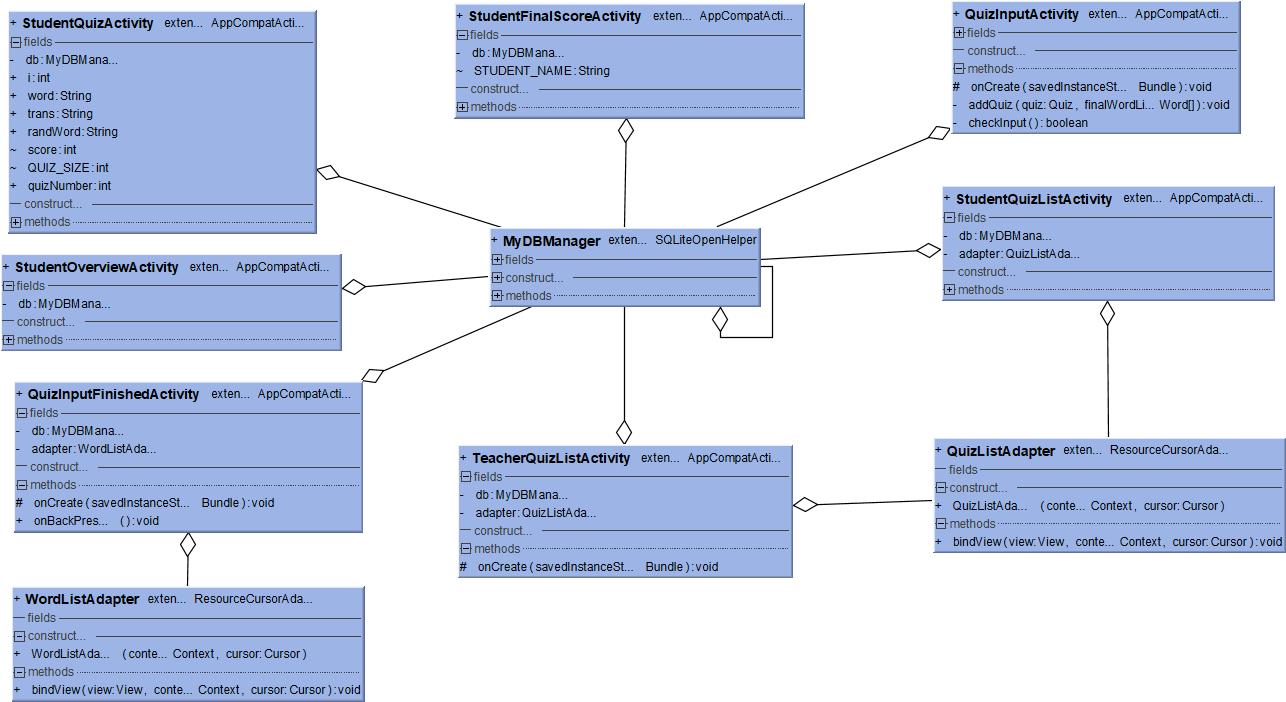 + StudentQuizActivity exten... AppCompatActi...
fields
- db:MyDBMana...
+ i:int
+ word:String
+ trans:String
+ randWord:String
~ score:int
~ QUIZ_SIZE:int
+ quizNumber:int
construct...
methods
+ StudentFinalScoreActivity exten... AppCompatActi...
fields
- db:MyDBMana...
~ STUDENT_NAME:String
construct...
methods
+ QuizInputActivity exten... AppCompatActi...
fields
construct...
methods
# onCreate(savedInstanceSt... Bundle):void
- addQuiz(quiz:Quiz, finalWordLi... Word[]):void
- checkInput():boolean
+ StudentQuizListActivity exten... AppCompatActi...
fields
- db:MyDBMana...
- adapter:QuizListAda...
construct...
methods
+ MyDBManager exten... SQLiteOpenHelper
fields
construct...
methods
+ StudentOverviewActivity exten... AppCompatActi...
fields
- db:MyDBMana...
construct...
methods
+ QuizInputFinishedActivity exten... AppCompatActi...
fields
- db:MyDBMana...
- adapter:WordListAda...
construct...
methods
# onCreate(savedInstanceSt... Bundle):void
+ onBackPres... ():void
+ TeacherQuizListActivity exten... AppCompatActi...
fields
- db:MyDBMana...
- adapter:QuizListAda...
construct...
methods
# onCreate(savedInstanceSt... Bundle):void
+ QuizListAdapter exten... ResourceCursorAda...
fields
construct...
+ QuizListAda... (conte... Context, cursor:Cursor)
methods
+ bindView(view:View, conte... Context, cursor:Cursor):void
+ WordListAdapter exten... ResourceCursorAda...
fields
construct...
+ WordListAda... (conte... Context, cursor:Cursor)
methods
+ bindView(view:View, conte... Context, cursor:Cursor):void